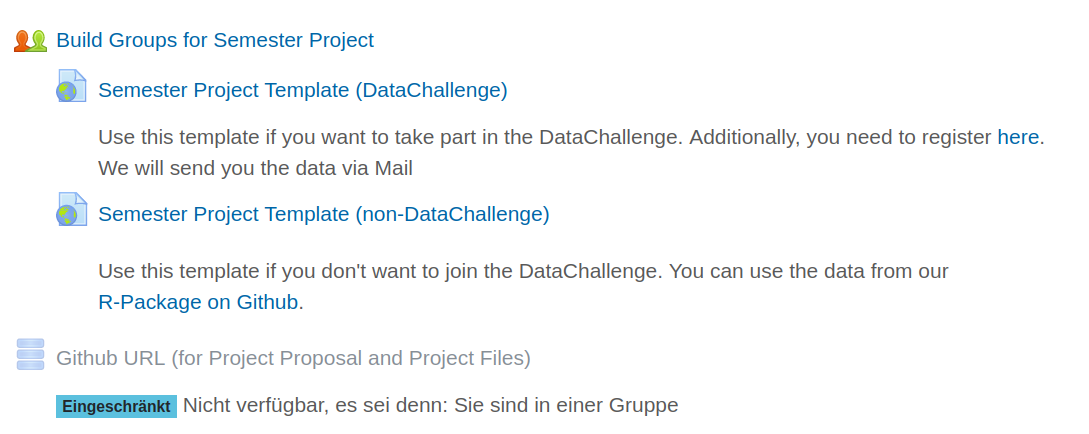 Build Groups for Semester Project
Semester Project Template (DataChallenge)
Use this template if you want to take part in the DataChallenge. Additionally, you need to register here.
We will send you the data via Mail
Semester Project Template (non-DataChallenge)
Use this template if you don't want to join the DataChallenge. You can use the data from our
R-Package on Github.
Github URL (for Project Proposal and Project Files)
Eingeschränkt Nicht verfügbar, es sei denn: Sie sind in einer Gruppe